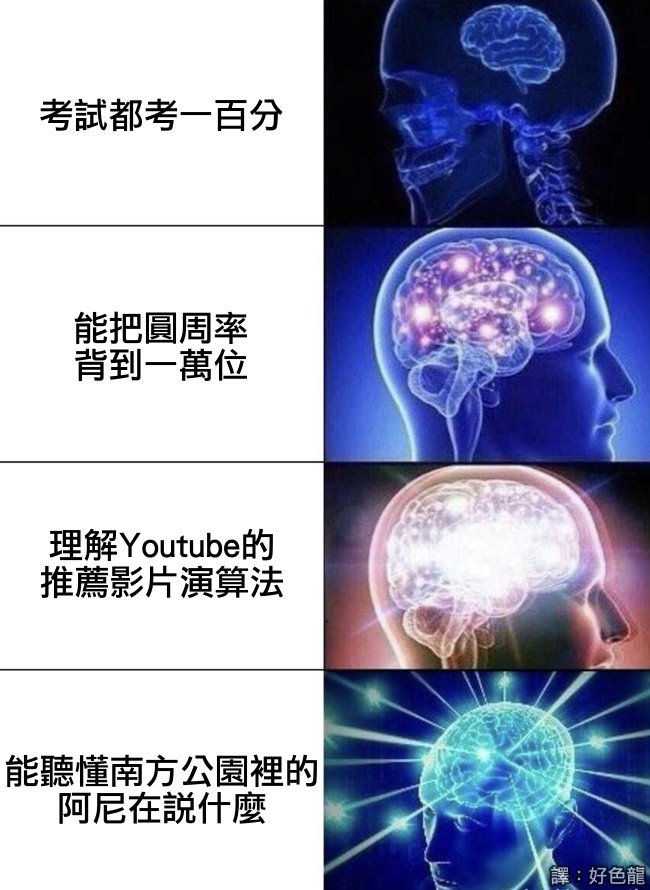 考試都考一百分
能把圓周率
背到一萬位
理解Youtube的
推薦影片演算法
能聽懂南方公園裡的
阿尼在説什麼
譯：好色龍